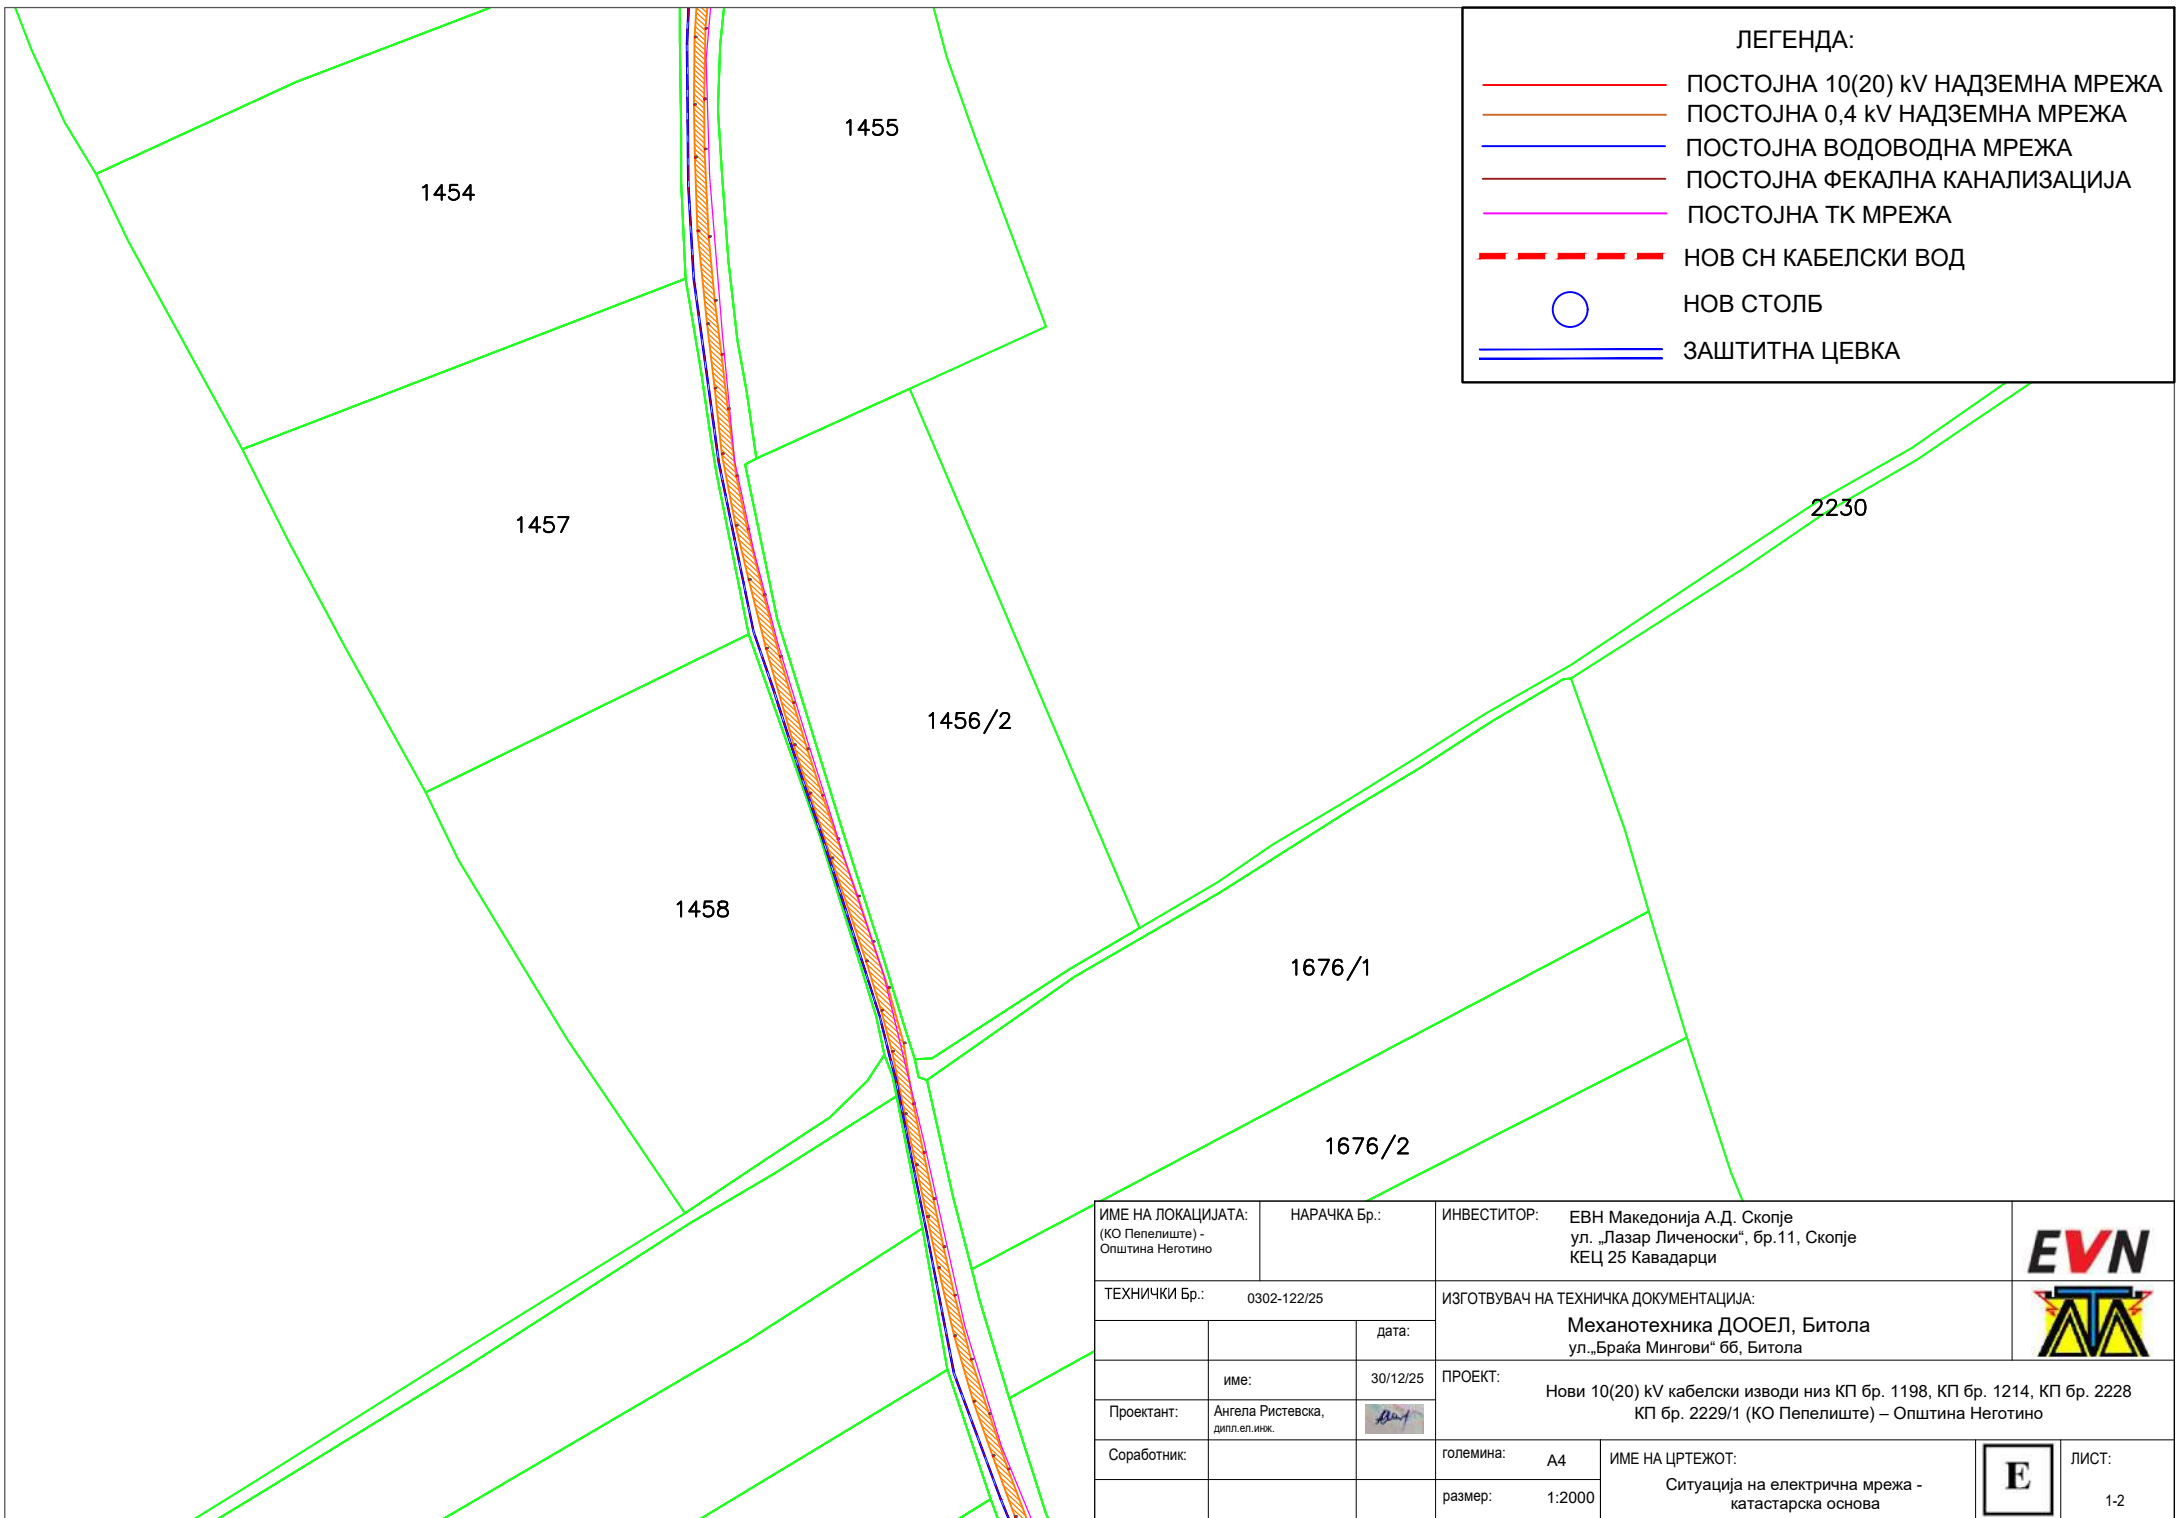 ЛЕГЕНДА:
ПОСТОЈНА 10(20) kV НАДЗЕМНА МРЕЖА
ПОСТОЈНА 0,4 kV НАДЗЕМНА МРЕЖА
ПОСТОЈНА ВОДОВОДНА МРЕЖА
ПОСТОЈНА ФЕКАЛНА КАНАЛИЗАЦИЈА
ПОСТОЈНА ТК МРЕЖА
НОВ СН КАБЕЛСКИ ВОД
НОВ СТОЛБ
ЗАШТИТНА ЦЕВКА
1455
1454
1457
2230
1456/2
1458
1676/1
1676/2
ИМЕ НА ЛОКАЦИЈАТА:
(КО Пепелиште) -
Општина Неготино
НАРАЧКА Бр.:
ИНВЕСТИТОР:
ЕВН Македонија А.Д. Скопје
ул. „Лазар Личеноски“, бр.11, Скопје
КЕЦ 25 Кавадарци
EVN
ТЕХНИЧКИ Бр.: 0302-122/25
ИЗГОТВУВАЧ НА ТЕХНИЧКА ДОКУМЕНТАЦИЈА:
Механотехника ДООЕЛ, Битола
ул.„Браќа Мингови“ бб, Битола
дата:
име:
30/12/25
ПРОЕКТ:
Нови 10(20) kV кабелски изводи низ КП бр. 1198, КП бр. 1214, КП бр. 2228
КП бр. 2229/1 (КО Пепелиште) – Општина Неготино
Проектант:
Ангела Ристевска,
дипл.ел.инж.
Соработник:
големина: А4
размер: 1:2000
ИМЕ НА ЦРТЕЖОТ:
Ситуација на електрична мрежа -
катастарска основа
Е
ЛИСТ:
1-2